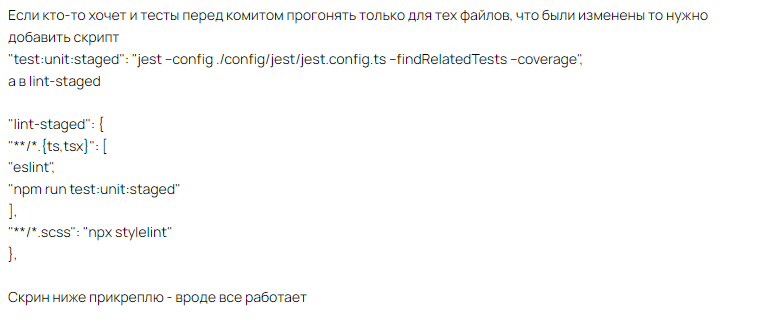 Если кто-то хочет и тесты перед комитом прогонять только для тех файлов, что были изменены то нужно
добавить скрипт
"test:unit:staged": "jest –config ./config/jest/jest.config.ts –findRelatedTests –coverage",
а в lint-staged
"lint-staged": {
"**/*.{ts,tsx}": [
"eslint",
"npm run test:unit:staged"
],
"**/*.scss": "npx stylelint"
},
Скрин ниже прикреплю - вроде все работает